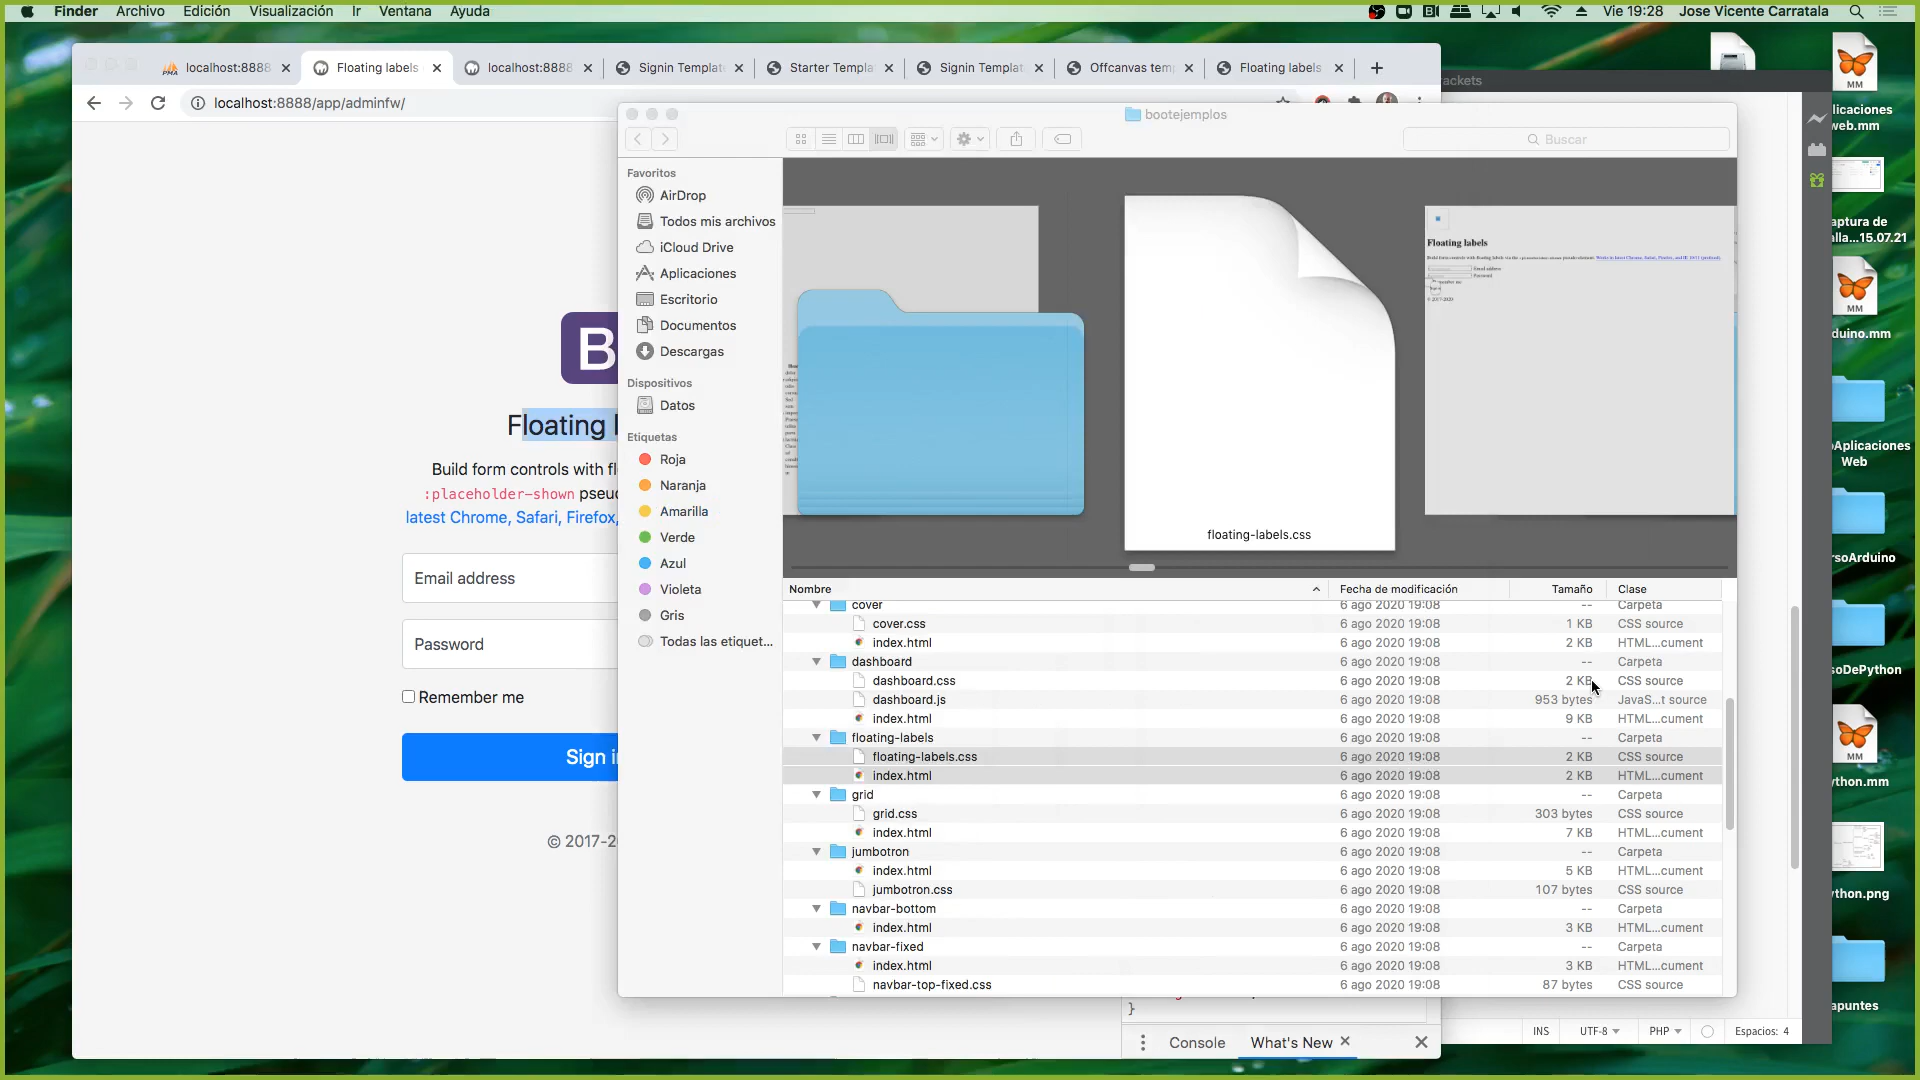 Finder Archivo Edición Visualización Ir Ventana Ayuda
Vie 19:28 Jose Vicente Carratala
localhost:8888
Floating labels
localhost:8888
Signin Templat
Starter Templa
Signin Templat
Offcanvas tem
Floating labels
localhost:8888/app/adminfw/
rackets
bootejemplos
Buscar
Favoritos
AirDrop
Todos mis archivos
iCloud Drive
Aplicaciones
Escritorio
Documentos
Descargas
Dispositivos
Datos
Etiquetas
Roja
Naranja
Amarilla
Verde
Azul
Violeta
Gris
Todas las etiquet...
B
Floating l
Build form controls with fl
:placeholder-shown pseu
latest Chrome, Safari, Firefox,
Email address
Password
Remember me
Sign i
© 2017-2
floating-labels.css
Floating labels
Nombre Fecha de modificación Tamaño Clase
cover 6 ago 2020 19:08 -- Carpeta
cover.css 6 ago 2020 19:08 1 KB CSS source
index.html 6 ago 2020 19:08 2 KB HTML...cument
dashboard 6 ago 2020 19:08 -- Carpeta
dashboard.css 6 ago 2020 19:08 2 KB CSS source
dashboard.js 6 ago 2020 19:08 953 bytes JavaS...t source
index.html 6 ago 2020 19:08 9 KB HTML...cument
floating-labels 6 ago 2020 19:08 -- Carpeta
floating-labels.css 6 ago 2020 19:08 2 KB CSS source
index.html 6 ago 2020 19:08 2 KB HTML...cument
grid 6 ago 2020 19:08 -- Carpeta
grid.css 6 ago 2020 19:08 303 bytes CSS source
index.html 6 ago 2020 19:08 7 KB HTML...cument
jumbotron 6 ago 2020 19:08 -- Carpeta
index.html 6 ago 2020 19:08 5 KB HTML...cument
jumbotron.css 6 ago 2020 19:08 107 bytes CSS source
navbar-bottom 6 ago 2020 19:08 -- Carpeta
index.html 6 ago 2020 19:08 3 KB HTML...cument
navbar-fixed 6 ago 2020 19:08 -- Carpeta
index.html 6 ago 2020 19:08 3 KB HTML...cument
navbar-top-fixed.css 6 ago 2020 19:08 87 bytes CSS source
}
Console What's New
INS UTF-8 PHP Espacios: 4
MM
licaciones
web.mm
aptura de
lla...15.07.21
MM
duino.mm
oAplicaciones
Web
rsoArduino
soDePython
MM
ython.mm
ython.png
apuntes